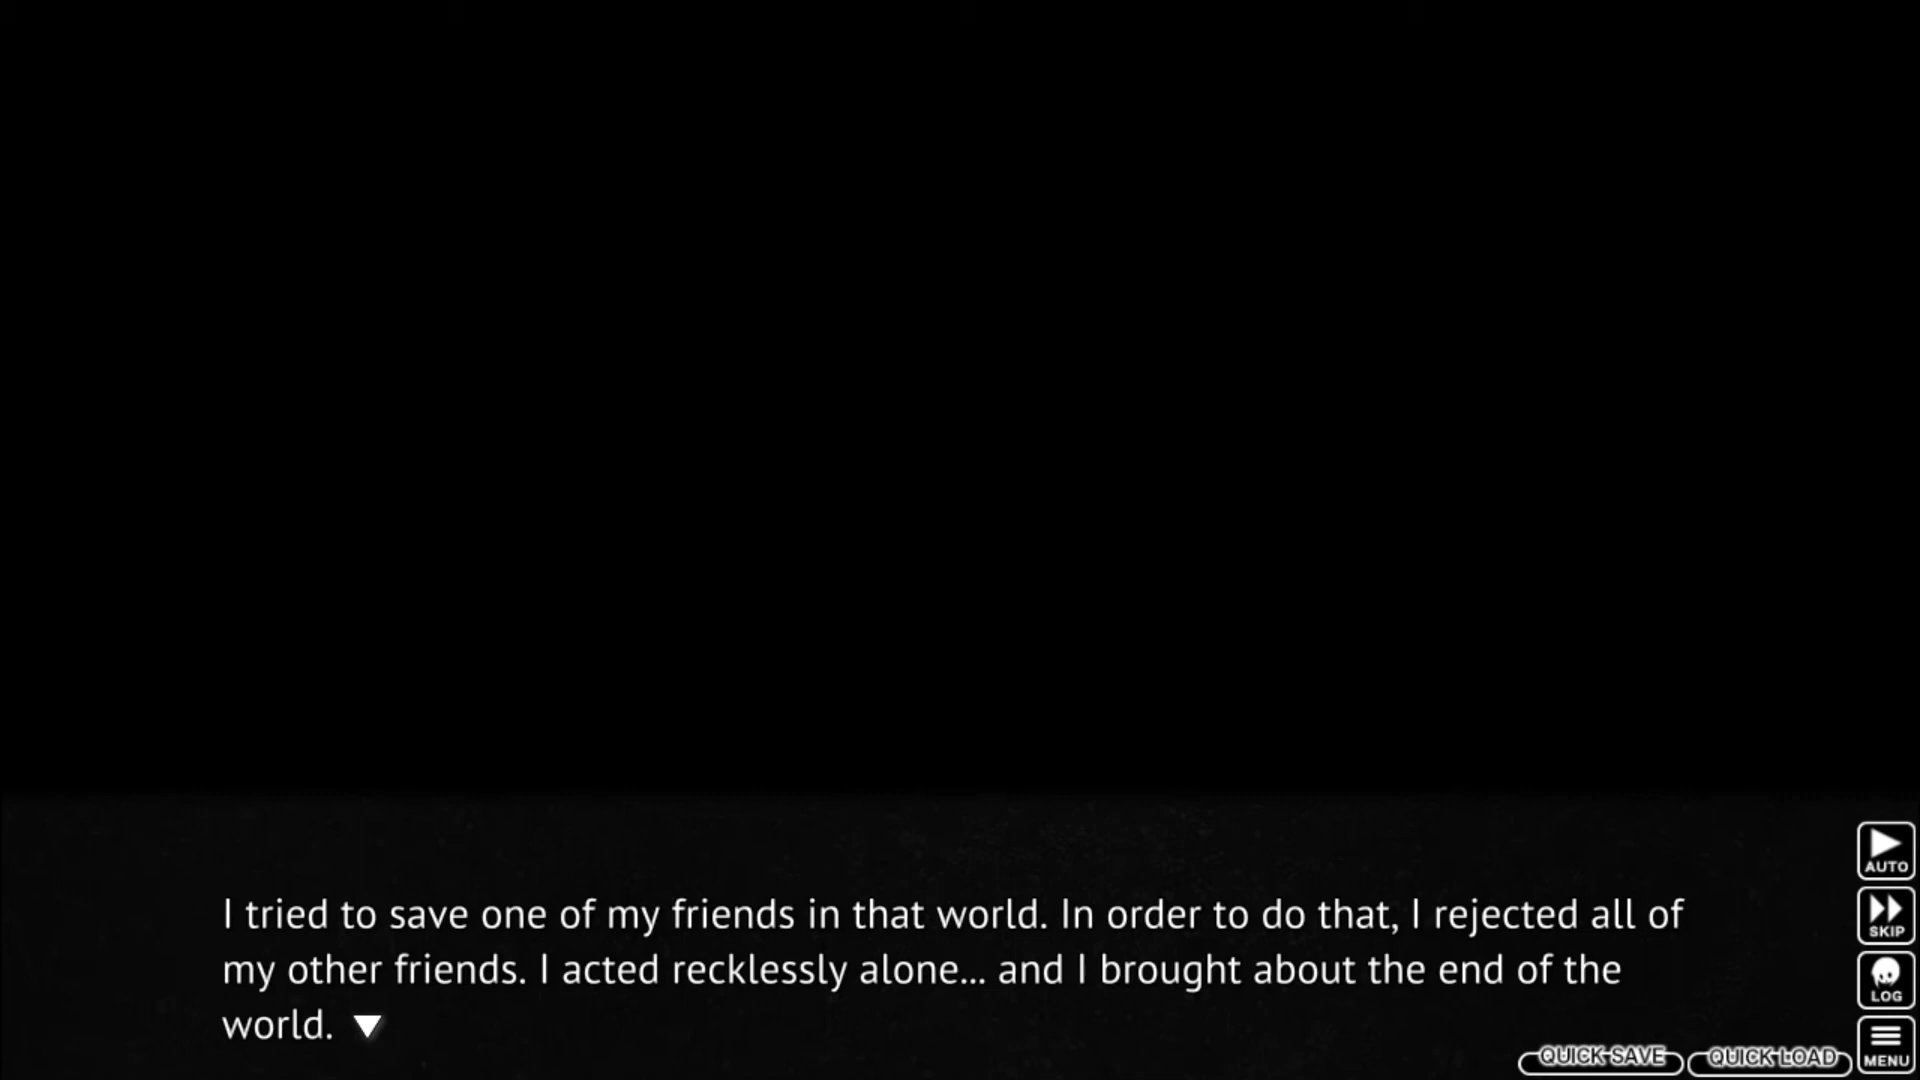 I tried to save one of my friends in that world. In order to do that, I rejected all of
my other friends. I acted recklessly alone... and I brought about the end of the
world.
AUTO
SKIP
LOG
MENU
QUICK SAVE QUICK LOAD